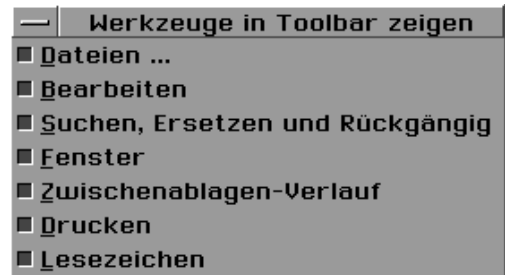 Werkzeuge in Toolbar zeigen
Dateien ...
Bearbeiten
Suchen, Ersetzen und Rückgängig
Fenster
Zwischenablagen-Verlauf
Drucken
Lesezeichen